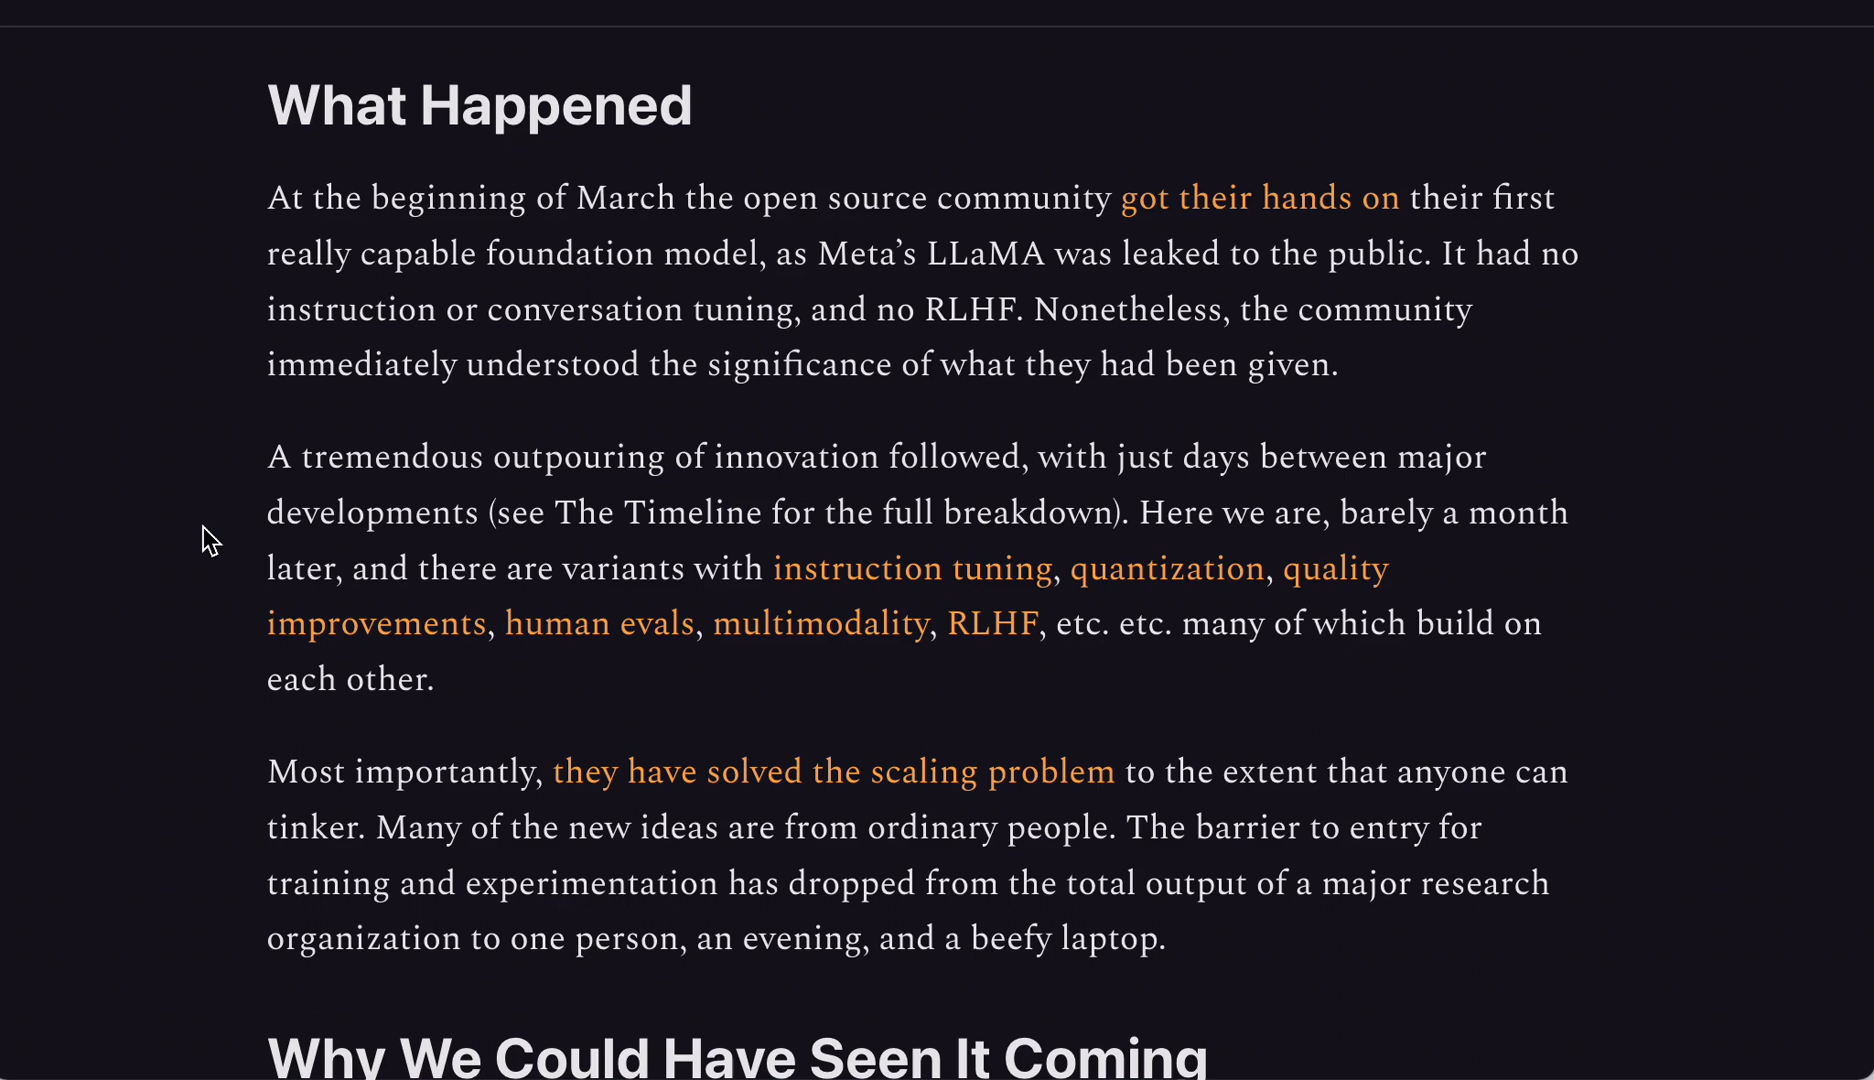 What Happened
At the beginning of March the open source community got their hands on their first
really capable foundation model, as Meta’s LLaMA was leaked to the public. It had no
instruction or conversation tuning, and no RLHF. Nonetheless, the community
immediately understood the significance of what they had been given.
A tremendous outpouring of innovation followed, with just days between major
developments (see The Timeline for the full breakdown). Here we are, barely a month
later, and there are variants with instruction tuning, quantization, quality
improvements, human evals, multimodality, RLHF, etc. etc. many of which build on
each other.
Most importantly, they have solved the scaling problem to the extent that anyone can
tinker. Many of the new ideas are from ordinary people. The barrier to entry for
training and experimentation has dropped from the total output of a major research
organization to one person, an evening, and a beefy laptop.
Why We Could Have Seen It Coming